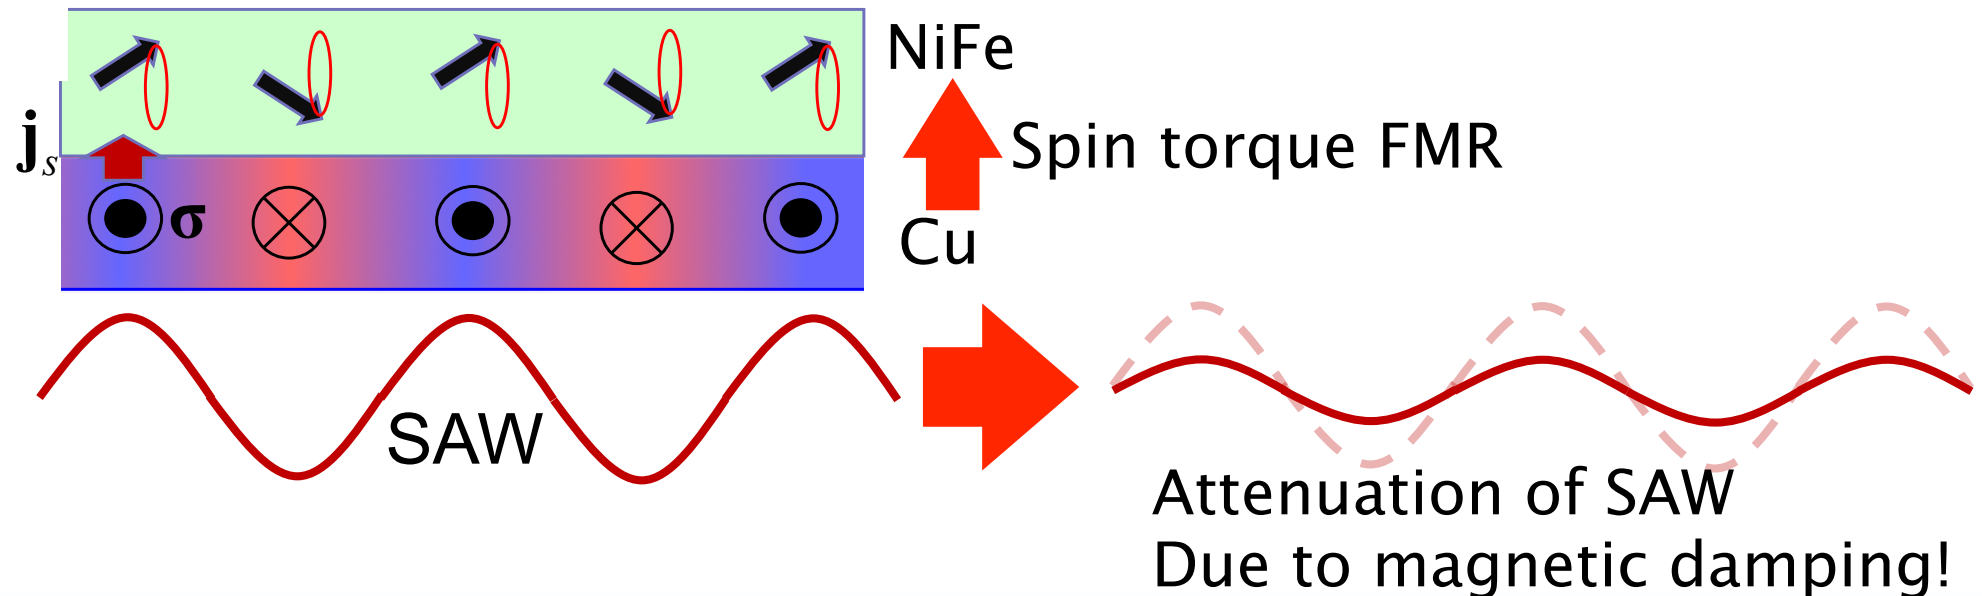 NiFe
j_s
Spin torque FMR
σ
Cu
SAW
Attenuation of SAW
Due to magnetic damping!